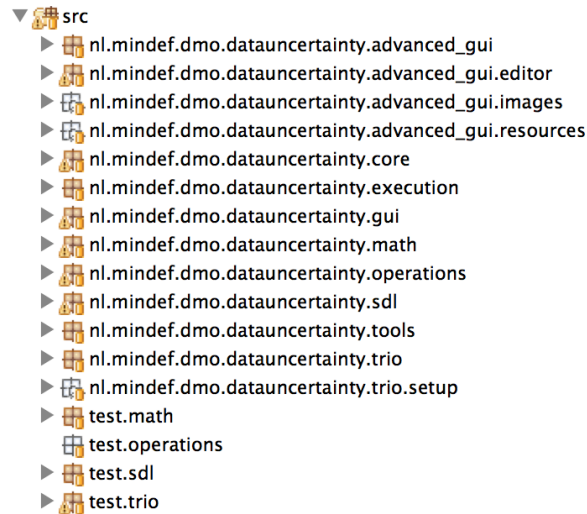 src
nl.mindef.dmo.datauncertainty.advanced_gui
nl.mindef.dmo.datauncertainty.advanced_gui.editor
nl.mindef.dmo.datauncertainty.advanced_gui.images
nl.mindef.dmo.datauncertainty.advanced_gui.resources
nl.mindef.dmo.datauncertainty.core
nl.mindef.dmo.datauncertainty.execution
nl.mindef.dmo.datauncertainty.gui
nl.mindef.dmo.datauncertainty.math
nl.mindef.dmo.datauncertainty.operations
nl.mindef.dmo.datauncertainty.sdl
nl.mindef.dmo.datauncertainty.tools
nl.mindef.dmo.datauncertainty.trio
nl.mindef.dmo.datauncertainty.trio.setup
test.math
test.operations
test.sdl
test.trio